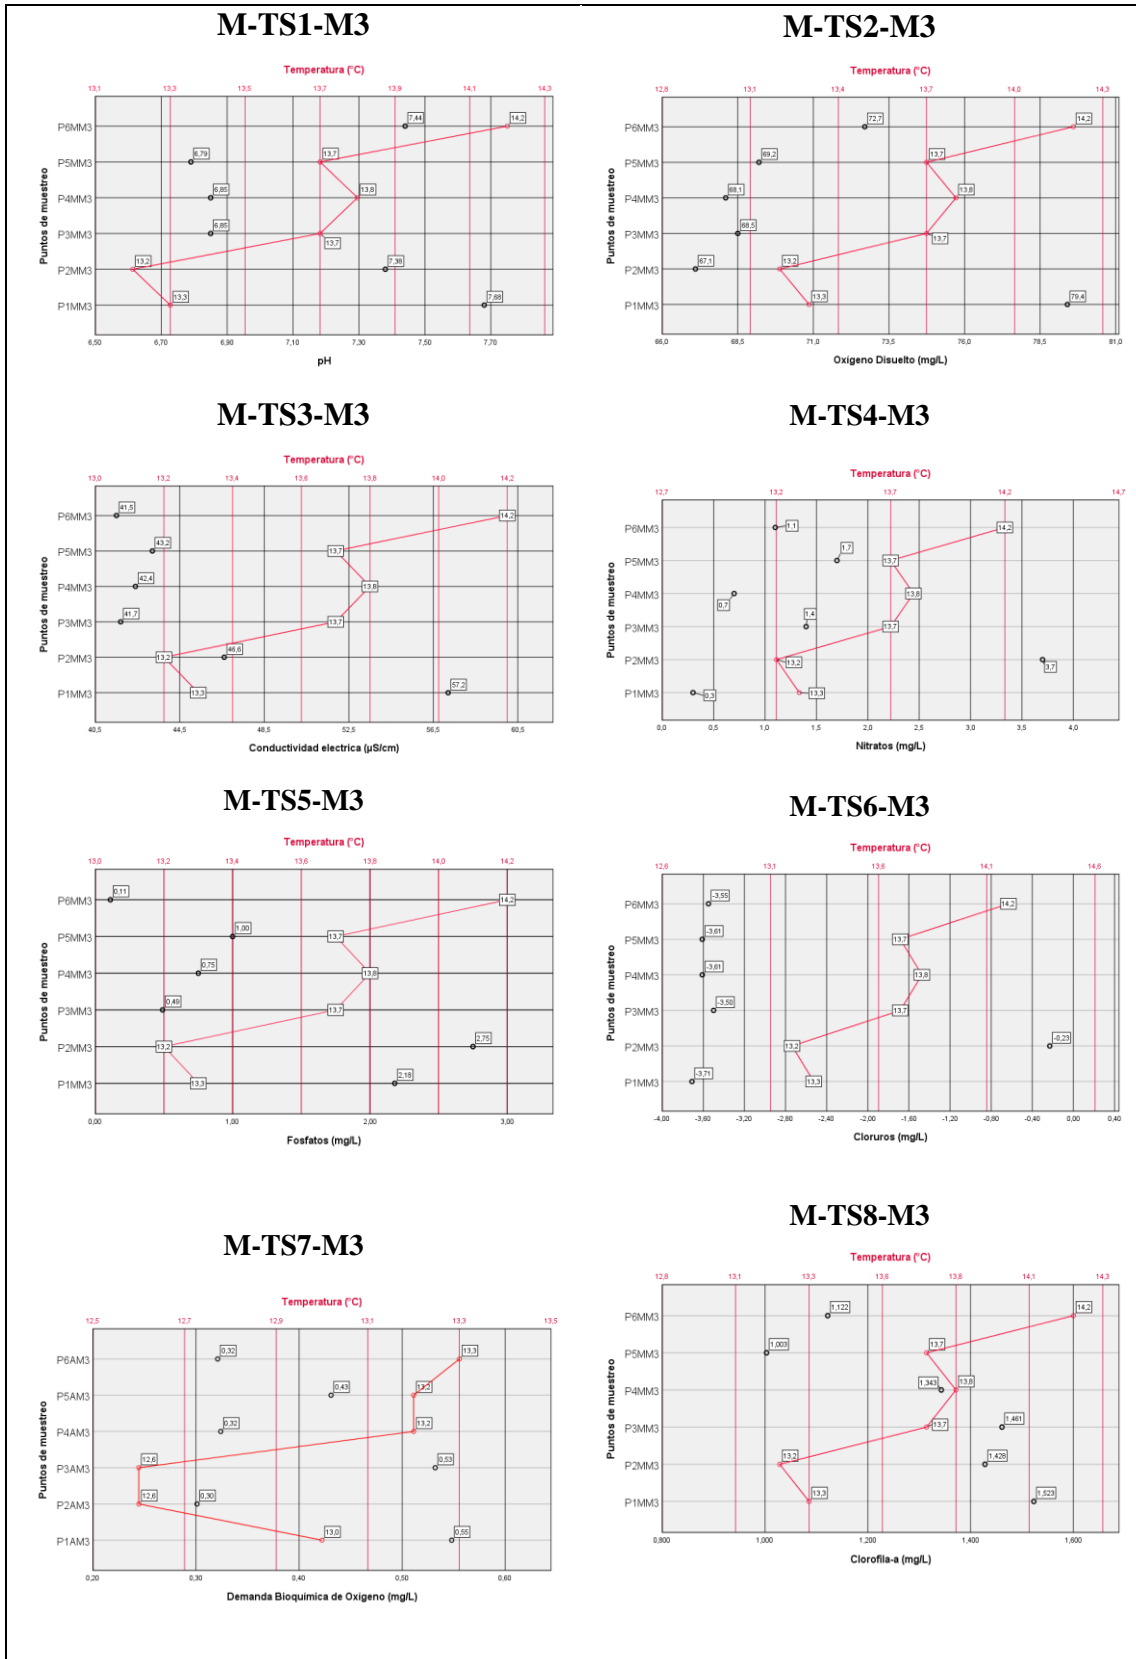 M-TS1-M3
Temperatura (°C)
13,1 13,3 13,5 13,7 13,9 14,1 14,3
Puntos de muestreo
P6MM3 7,44 14,2
P5MM3 6,79 13,7
P4MM3 6,85 13,8
P3MM3 6,85 13,7
P2MM3 13,2 7,38
P1MM3 13,3 7,68
6,50 6,70 6,90 7,10 7,30 7,50 7,70
pH
M-TS2-M3
Temperatura (°C)
12,8 13,1 13,4 13,7 14,0 14,3
Puntos de muestreo
P6MM3 72,7 14,2
P5MM3 69,2 13,7
P4MM3 68,1 13,8
P3MM3 68,5 13,7
P2MM3 67,1 13,2
P1MM3 13,3 79,4
66,0 68,5 71,0 73,5 76,0 78,5 81,0
Oxigeno Disuelto (mg/L)
M-TS3-M3
Temperatura (°C)
13,0 13,2 13,4 13,6 13,8 14,0 14,2
Puntos de muestreo
P6MM3 41,5 14,2
P5MM3 43,2 13,7
P4MM3 42,4 13,8
P3MM3 41,7 13,7
P2MM3 13,2 46,6
P1MM3 13,3 57,2
40,5 44,5 48,5 52,5 56,5 60,5
Conductividad electrica (µS/cm)
M-TS4-M3
Temperatura (°C)
12,7 13,2 13,7 14,2 14,7
Puntos de muestreo
P6MM3 1,1 14,2
P5MM3 1,7 13,7
P4MM3 0,7 13,8
P3MM3 1,4 13,7
P2MM3 13,2 3,7
P1MM3 0,3 13,3
0,0 0,5 1,0 1,5 2,0 2,5 3,0 3,5 4,0
Nitratos (mg/L)
M-TS5-M3
Temperatura (°C)
13,0 13,2 13,4 13,6 13,8 14,0 14,2
Puntos de muestreo
P6MM3 0,11 14,2
P5MM3 1,00 13,7
P4MM3 0,75 13,8
P3MM3 0,49 13,7
P2MM3 13,2 2,75
P1MM3 13,3 2,18
0,00 1,00 2,00 3,00
Fosfatos (mg/L)
M-TS6-M3
Temperatura (°C)
12,6 13,1 13,6 14,1 14,6
Puntos de muestreo
P6MM3 -3,55 14,2
P5MM3 -3,61 13,7
P4MM3 -3,61 13,8
P3MM3 -3,50 13,7
P2MM3 13,2 -0,23
P1MM3 -3,71 13,3
-4,00 -3,60 -3,20 -2,80 -2,40 -2,00 -1,60 -1,20 -0,80 -0,40 0,00 0,40
Cloruros (mg/L)
M-TS7-M3
Temperatura (°C)
12,5 12,7 12,9 13,1 13,3 13,5
Puntos de muestreo
P6AM3 0,32 13,3
P5AM3 0,43 13,2
P4AM3 0,32 13,2
P3AM3 12,6 0,53
P2AM3 12,6 0,30
P1AM3 13,0 0,55
0,20 0,30 0,40 0,50 0,60
Demanda Bioquimica de Oxigeno (mg/L)
M-TS8-M3
Temperatura (°C)
12,8 13,1 13,3 13,6 13,8 14,1 14,3
Puntos de muestreo
P6MM3 1,122 14,2
P5MM3 1,003 13,7
P4MM3 1,343 13,8
P3MM3 13,7 1,461
P2MM3 13,2 1,428
P1MM3 13,3 1,523
0,800 1,000 1,200 1,400 1,600
Clorofila-a (mg/L)